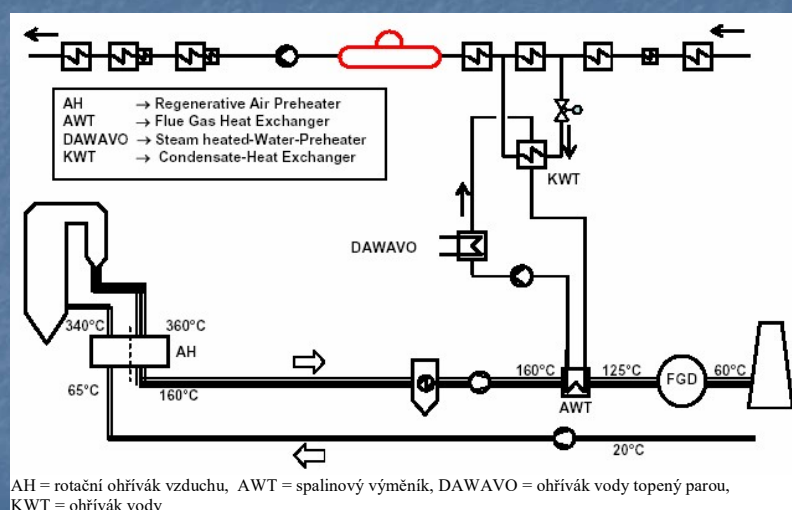 AH → Regenerative Air Preheater
AWT → Flue Gas Heat Exchanger
DAWAVO → Steam heated-Water-Preheater
KWT → Condensate-Heat Exchanger
KWT
DAWAVO
340°C 360°C
AH
65°C 160°C
160°C 125°C FGD 60°C
AWT
20°C
AH = rotační ohřívák vzduchu, AWT = spalinový výměník, DAWAVO = ohřívák vody topený parou,
KWT = ohřívák vody